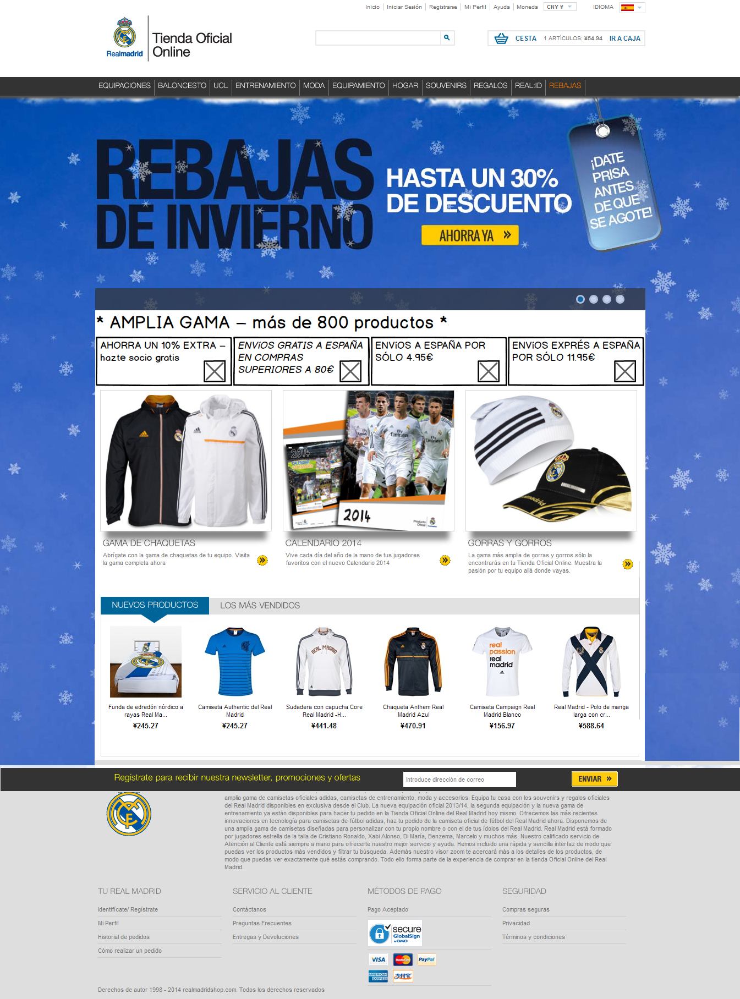 Inicio
Iniciar Sesión
Registrarse
Mi Perfil
Ayuda
Moneda
CNY ¥
IDIOMA
Realmadrid
Tienda Oficial
Online
CESTA
1 ARTÍCULOS: ¥54.94
IR A CAJA
EQUIPACIONES
BALONCESTO
UCL
ENTRENAMIENTO
MODA
EQUIPAMIENTO
HOGAR
SOUVENIRS
REGALOS
REAL:ID
REBAJAS
REBAJAS
DE INVIERNO
HASTA UN 30%
DE DESCUENTO
AHORRA YA
¡DATE
PRISA
ANTES
DE QUE
SE AGOTE!
* AMPLIA GAMA – más de 800 productos *
AHORRA UN 10% EXTRA –
hazte socio gratis
ENVíOS GRATIS A ESPAÑA
EN COMPRAS
SUPERIORES A 80€
ENVíOS A ESPAÑA POR
SÓLO 4.95€
ENVíOS EXPRÉS A ESPAÑA
POR SÓLO 11.95€
adidas
2014
CALENDAR
Fly
Emirates
2014
Producto
Oficial
Realmadrid
GAMA DE CHAQUETAS
Abrígate con la gama de chaquetas de tu equipo. Visita
la gama completa ahora
CALENDARIO 2014
Vive cada día del año de la mano de tus jugadores
favoritos con el nuevo Calendario 2014
GORRAS Y GORROS
La gama más amplia de gorras y gorros sólo la
encontrarás en tu Tienda Oficial Online. Muestra la
pasión por tu equipo allá donde vayas.
NUEVOS PRODUCTOS
LOS MÁS VENDIDOS
REAL MADRID
real
passion
real
madrid
Funda de edredón nórdico a
rayas Real Ma...
¥245.27
Camiseta Authentic del Real
Madrid
¥245.27
Sudadera con capucha Core
Real Madrid -H...
¥441.48
Chaqueta Anthem Real
Madrid Azul
¥470.91
Camiseta Campaign Real
Madrid Blanco
¥156.97
Real Madrid - Polo de manga
larga con cr...
¥588.64
Regístrate para recibir nuestra newsletter, promociones y ofertas
Introduce dirección de correo
ENVIAR
amplia gama de camisetas oficiales adidas, camisetas de entrenamiento, moda y accesorios. Equipa tu casa con los souvenirs y regalos oficiales
del Real Madrid disponibles en exclusiva desde el Club. La nueva equipación oficial 2013/14, la segunda equipación y la nueva gama de
entrenamiento ya están disponibles para hacer tu pedido en la Tienda Oficial Online del Real Madrid hoy mismo. Ofrecemos las más recientes
innovaciones en tecnología para camisetas de fútbol adidas, haz tu pedido de la camiseta oficial de fútbol del Real Madrid ahora. Disponemos de
una amplia gama de camisetas diseñadas para personalizar con tu propio nombre o con el de tus ídolos del Real Madrid. Real Madrid está formado
por jugadores estrella de la talla de Cristiano Ronaldo, Xabi Alonso, Di María, Benzema, Marcelo y muchos más. Nuestro calificado servicio de
Atención al Cliente está siempre a mano para ofrecerte nuestro mejor servicio y ayuda. Hemos incluido una rápida y sencilla interfaz de modo que
puedas ver los productos más vendidos y filtrar tu búsqueda. Además nuestro visor zoom te acercará más a los detalles de los productos, de
modo que puedas ver exactamente qué estás comprando. Todo ello forma parte de la experiencia de comprar en la tienda Oficial Online del Real
Madrid.
TU REAL MADRID
Identifícate/ Regístrate
Mi Perfil
Historial de pedidos
Cómo realizar un pedido
SERVICIO AL CLIENTE
Contáctanos
Preguntas Frecuentes
Entregas y Devoluciones
MÉTODOS DE PAGO
Pago Aceptado
secure
GlobalSign
by GMO
VISA
MasterCard
PayPal
AMERICAN
EXPRESS
支付宝
SEGURIDAD
Compras seguras
Privacidad
Términos y condiciones
Derechos de autor 1998 - 2014 realmadridshop.com. Todos los derechos reservados